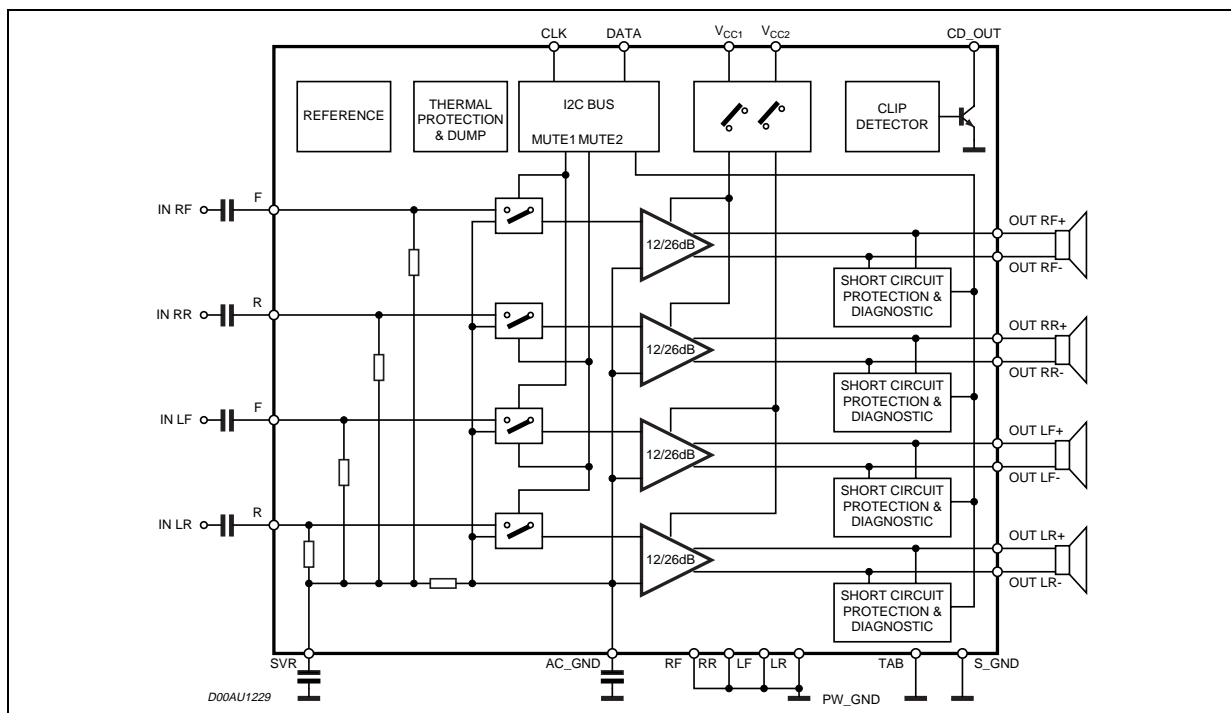 CLK
DATA
VCC1
VCC2
CD_OUT
REFERENCE
THERMAL
PROTECTION
& DUMP
I2C BUS
MUTE1 MUTE2
CLIP
DETECTOR
IN RF
F
12/26dB
OUT RF+
OUT RF-
SHORT CIRCUIT
PROTECTION &
DIAGNOSTIC
IN RR
R
12/26dB
OUT RR+
OUT RR-
SHORT CIRCUIT
PROTECTION &
DIAGNOSTIC
IN LF
F
12/26dB
OUT LF+
OUT LF-
SHORT CIRCUIT
PROTECTION &
DIAGNOSTIC
IN LR
R
12/26dB
OUT LR+
OUT LR-
SHORT CIRCUIT
PROTECTION &
DIAGNOSTIC
SVR
AC_GND
RF
RR
LF
LR
TAB
S_GND
PW_GND
D00AU1229